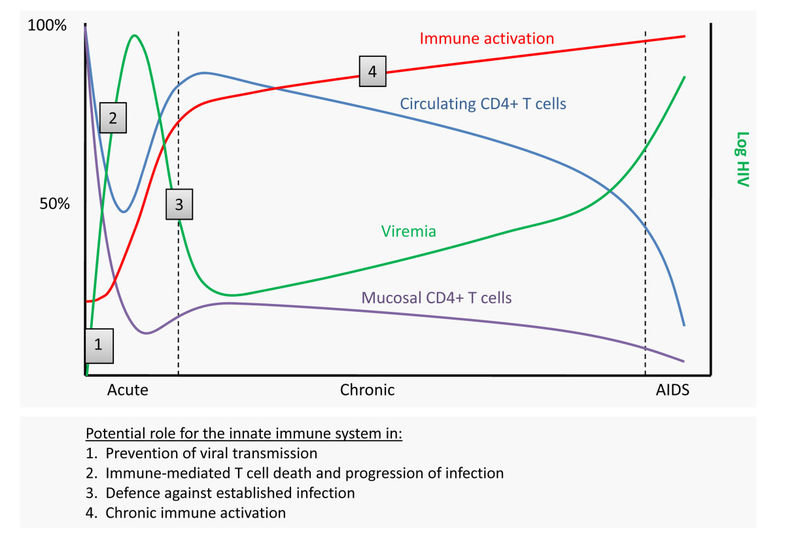 100%
Immune activation
4
Circulating CD4+ T cells
2
Log HIV
50%
3
Viremia
Mucosal CD4+ T cells
1
Acute
Chronic
AIDS
Potential role for the innate immune system in:
1. Prevention of viral transmission
2. Immune-mediated T cell death and progression of infection
3. Defence against established infection
4. Chronic immune activation